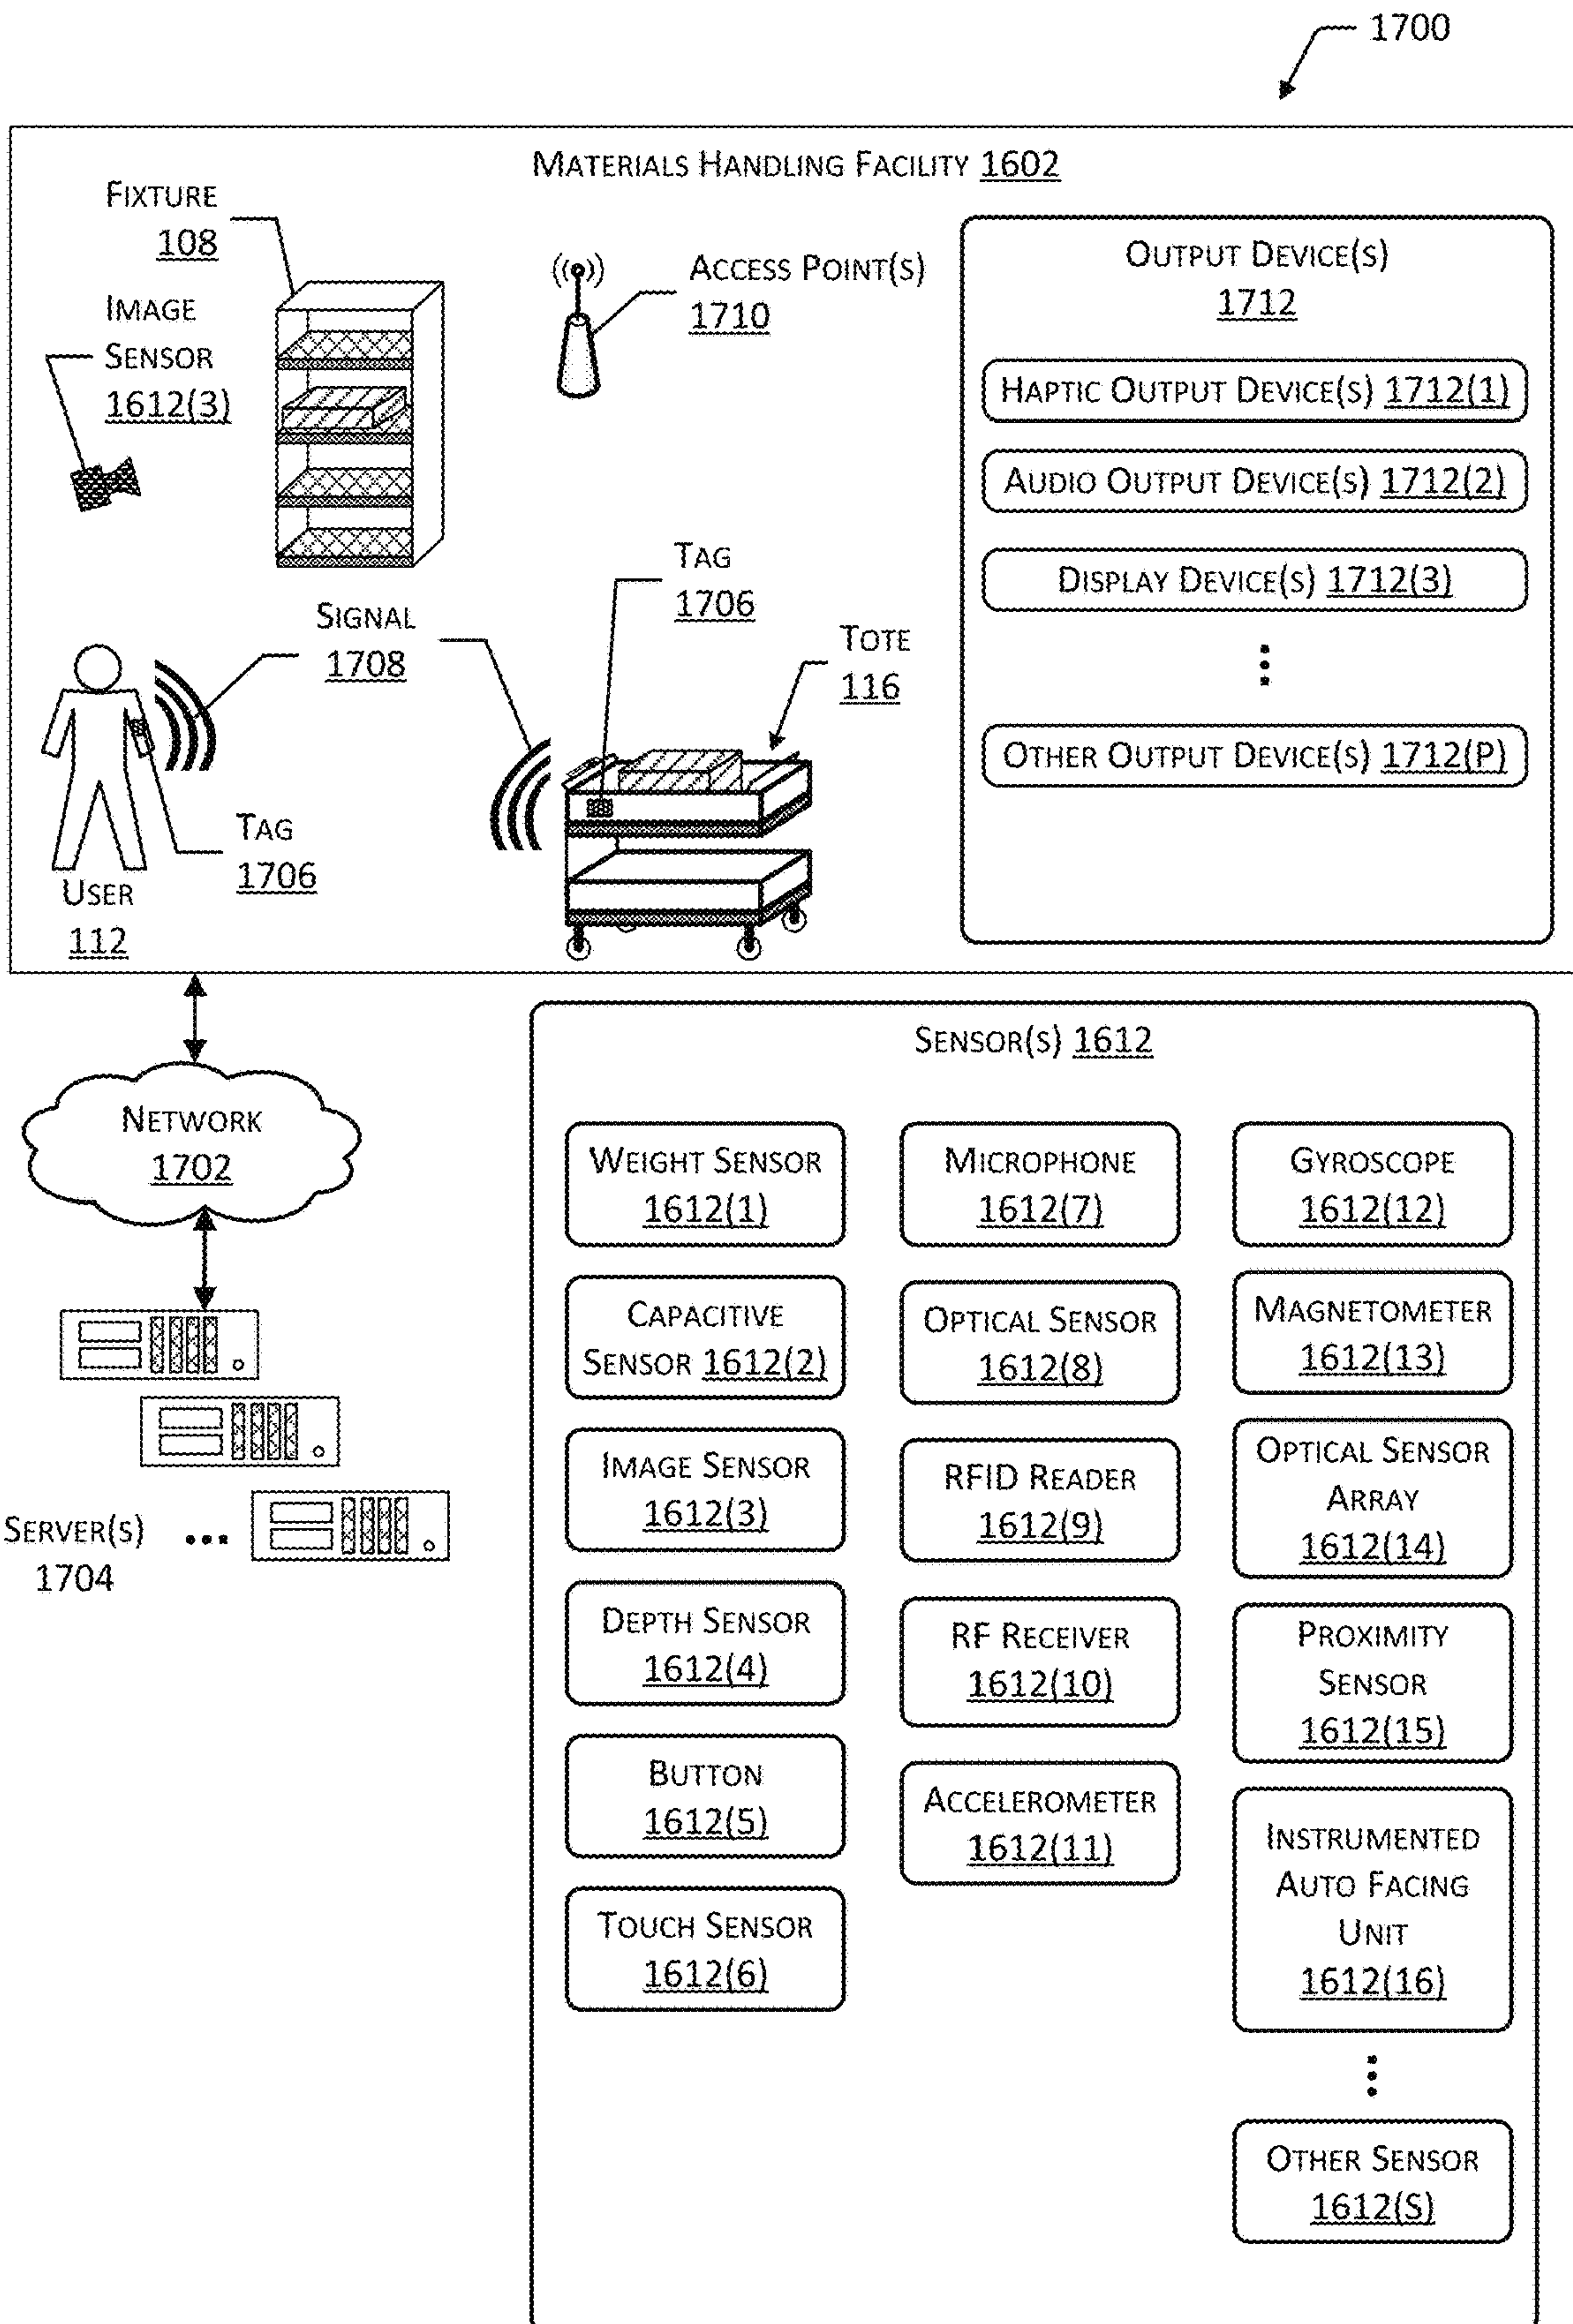 1700
MATERIALS HANDLING FACILITY 1602
FIXTURE
108
IMAGE
SENSOR
1612(3)
ACCESS POINT(S)
1710
OUTPUT DEVICE(S)
1712
HAPTIC OUTPUT DEVICE(S) 1712(1)
AUDIO OUTPUT DEVICE(S) 1712(2)
DISPLAY DEVICE(S) 1712(3)
OTHER OUTPUT DEVICE(S) 1712(P)
TAG
1706
SIGNAL
1708
TOTE
116
TAG
1706
USER
112
NETWORK
1702
SERVER(S)
1704
SENSOR(S) 1612
WEIGHT SENSOR
1612(1)
CAPACITIVE
SENSOR 1612(2)
IMAGE SENSOR
1612(3)
DEPTH SENSOR
1612(4)
BUTTON
1612(5)
TOUCH SENSOR
1612(6)
MICROPHONE
1612(7)
OPTICAL SENSOR
1612(8)
RFID READER
1612(9)
RF RECEIVER
1612(10)
ACCELEROMETER
1612(11)
GYROSCOPE
1612(12)
MAGNETOMETER
1612(13)
OPTICAL SENSOR
ARRAY
1612(14)
PROXIMITY
SENSOR
1612(15)
INSTRUMENTED
AUTO FACING
UNIT
1612(16)
OTHER SENSOR
1612(S)